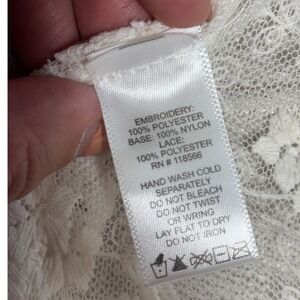 EMBROIDERY:
100% POLYESTER
BASE: 100% NYLON
LACE:
100% POLYESTER
RN # 118566
HAND WASH COLD
SEPARATELY
DO NOT BLEACH
DO NOT TWIST
OR WRING
LAY FLAT TO DRY
DO NOT IRON